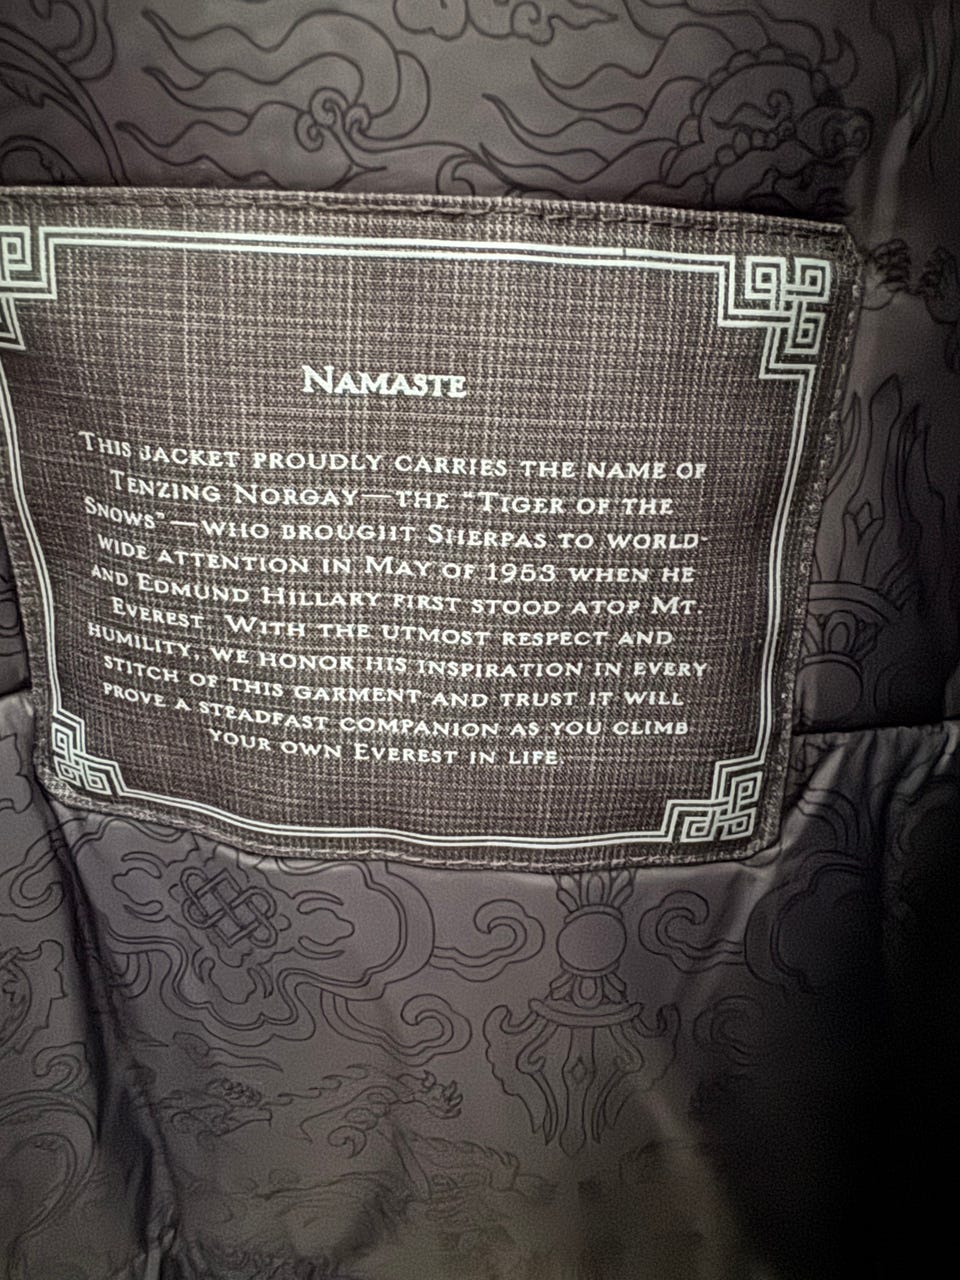 NAMASTE
THIS JACKET PROUDLY CARRIES THE NAME OF
TENZING NORGAY—THE "TIGER OF THE
SNOWS"—WHO BROUGHT SHERPAS TO WORLD-
WIDE ATTENTION IN MAY OF 1953 WHEN HE
AND EDMUND HILLARY FIRST STOOD ATOP MT.
EVEREST. WITH THE UTMOST RESPECT AND
HUMILITY, WE HONOR HIS INSPIRATION IN EVERY
STITCH OF THIS GARMENT AND TRUST IT WILL
PROVE A STEADFAST COMPANION AS YOU CLIMB
YOUR OWN EVEREST IN LIFE.